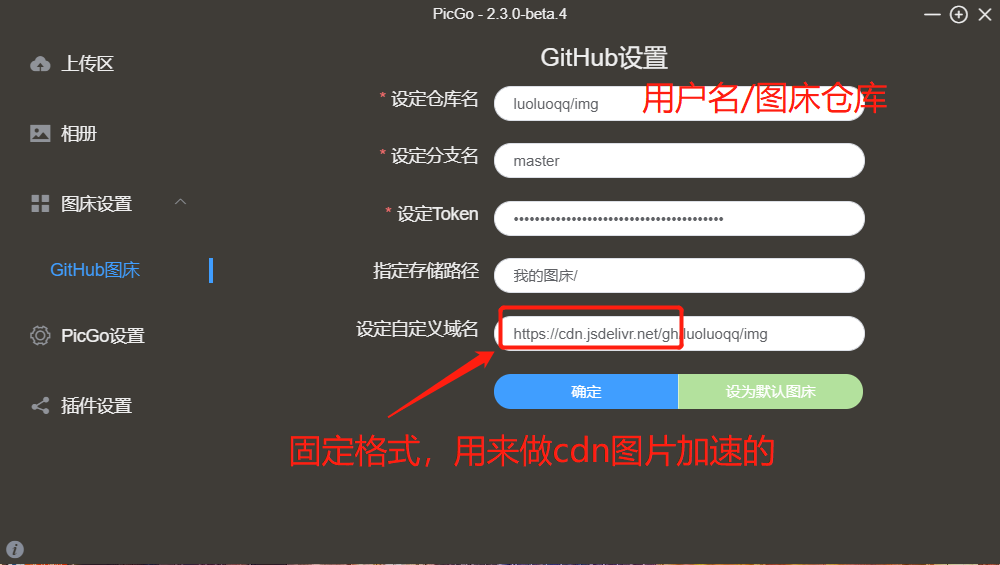 PicGo - 2.3.0-beta.4
上传区
相册
图床设置
GitHub图床
PicGo设置
插件设置
GitHub设置
* 设定仓库名
luoluoqq/img
用户名/图床仓库
* 设定分支名
master
* 设定Token
指定存储路径
我的图床/
设定自定义域名
https://cdn.jsdelivr.net/gh/luoluoqq/img
确定
设为默认图床
固定格式，用来做cdn图片加速的